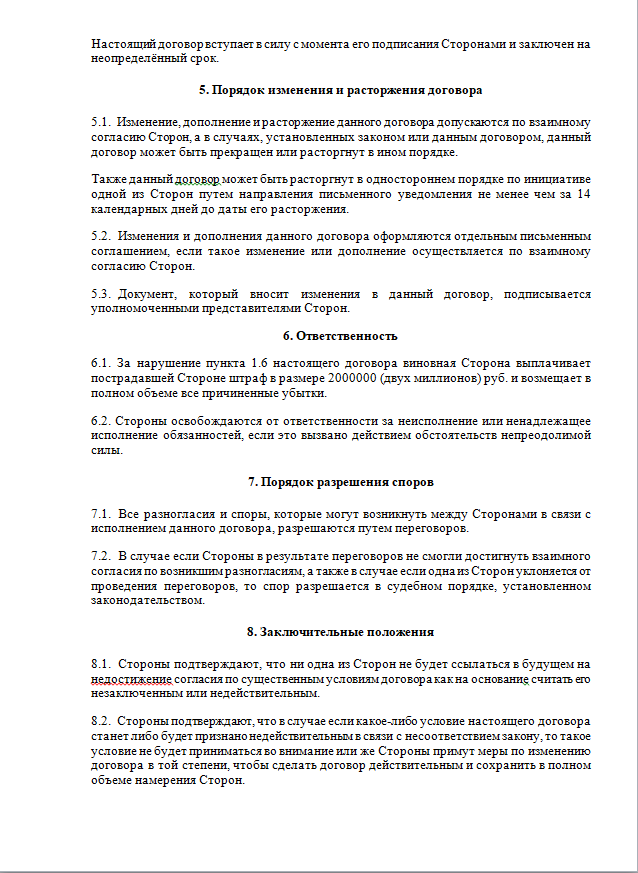 Настоящий договор вступает в силу с момента его подписания Сторонами и заключен на
неопределённый срок.
5. Порядок изменения и расторжения договора
5.1. Изменение, дополнение и расторжение данного договора допускаются по взаимному
согласию Сторон, а в случаях, установленных законом или данным договором, данный
договор может быть прекращен или расторгнут в ином порядке.
Также данный договор может быть расторгнут в одностороннем порядке по инициативе
одной из Сторон путем направления письменного уведомления не менее чем за 14
календарных дней до даты его расторжения.
5.2. Изменения и дополнения данного договора оформляются отдельным письменным
соглашением, если такое изменение или дополнение осуществляется по взаимному
согласию Сторон.
5.3. Документ, который вносит изменения в данный договор, подписывается
уполномоченными представителями Сторон.
6. Ответственность
6.1. За нарушение пункта 1.6 настоящего договора виновная Сторона выплачивает
пострадавшей Стороне штраф в размере 2000000 (двух миллионов) руб. и возмещает в
полном объеме все причиненные убытки.
6.2. Стороны освобождаются от ответственности за неисполнение или ненадлежащее
исполнение обязанностей, если это вызвано действием обстоятельств непреодолимой
силы.
7. Порядок разрешения споров
7.1. Все разногласия и споры, которые могут возникнуть между Сторонами в связи с
исполнением данного договора, разрешаются путем переговоров.
7.2. В случае если Стороны в результате переговоров не смогли достигнуть взаимного
согласия по возникшим разногласиям, а также в случае если одна из Сторон уклоняется от
проведения переговоров, то спор разрешается в судебном порядке, установленном
законодательством.
8. Заключительные положения
8.1. Стороны подтверждают, что ни одна из Сторон не будет ссылаться в будущем на
недостижение согласия по существенным условиям договора как на основание считать его
незаключенным или недействительным.
8.2. Стороны подтверждают, что в случае если какое-либо условие настоящего договора
станет либо будет признано недействительным в связи с несоответствием закону, то такое
условие не будет приниматься во внимание или же Стороны примут меры по изменению
договора в той степени, чтобы сделать договор действительным и сохранить в полном
объеме намерения Сторон.